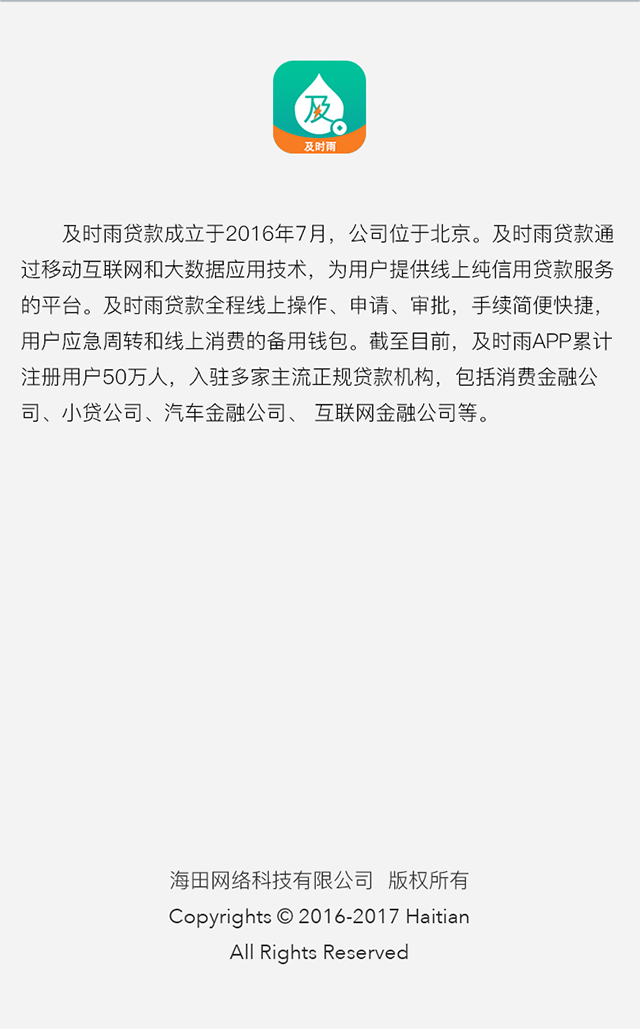 及
及时雨
及时雨贷款成立于2016年7月，公司位于北京。及时雨贷款通
过移动互联网和大数据应用技术，为用户提供线上纯信用贷款服务
的平台。及时雨贷款全程线上操作、申请、审批，手续简便快捷，
用户应急周转和线上消费的备用钱包。截至目前，及时雨APP累计
注册用户50万人，入驻多家主流正规贷款机构，包括消费金融公
司、小贷公司、汽车金融公司、 互联网金融公司等。
海田网络科技有限公司 版权所有
Copyrights © 2016-2017 Haitian
All Rights Reserved